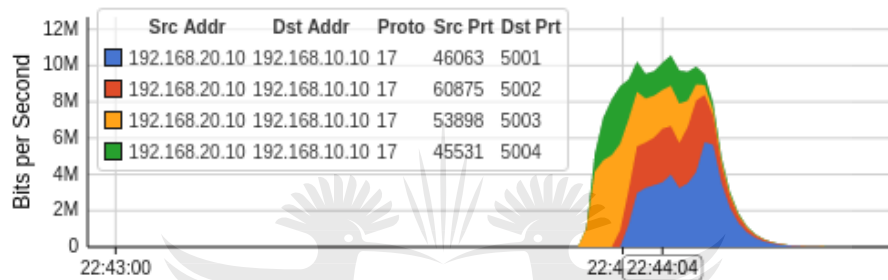 12M
10M
8M
6M
4M
2M
0
Bits per Second
Src Addr Dst Addr Proto Src Prt Dst Prt
192.168.20.10 192.168.10.10 17 46063 5001
192.168.20.10 192.168.10.10 17 60875 5002
192.168.20.10 192.168.10.10 17 53898 5003
192.168.20.10 192.168.10.10 17 45531 5004
22:43:00 22:4 22:44:04